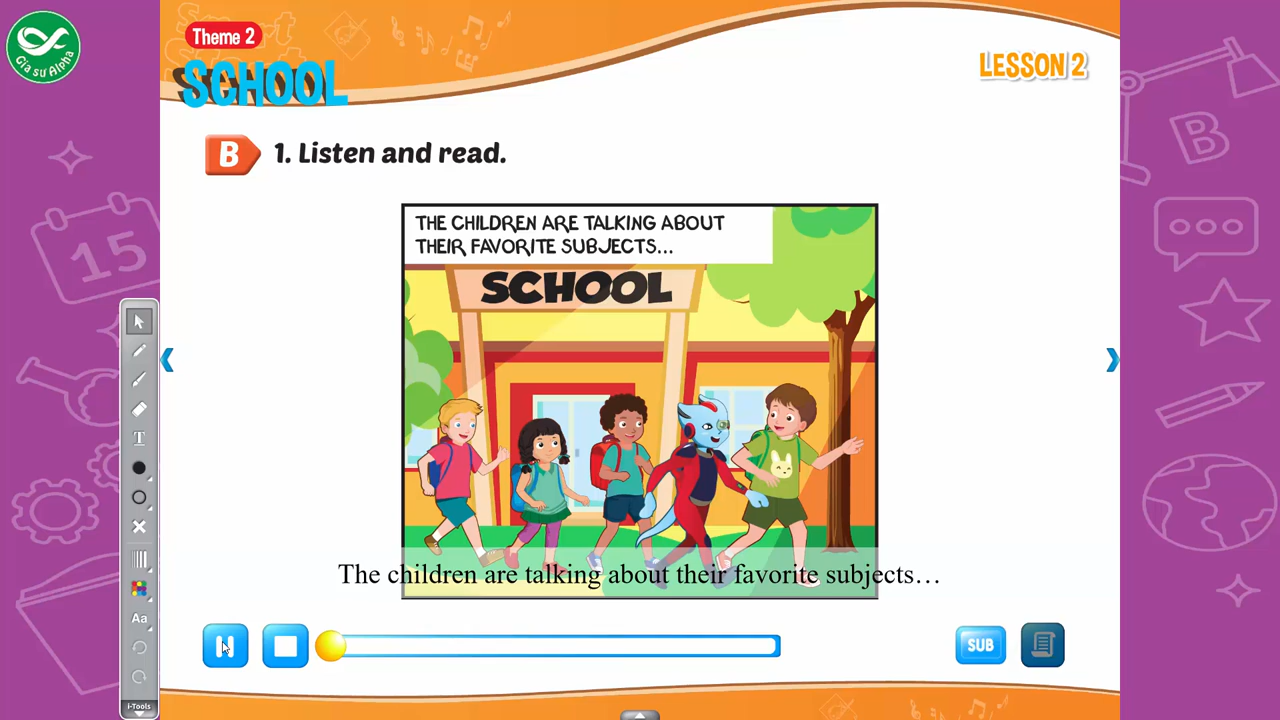 Gia sư Alpha
Theme 2
SCHOOL
LESSON 2
B 1. Listen and read.
THE CHILDREN ARE TALKING ABOUT
THEIR FAVORITE SUBJECTS...
SCHOOL
The children are talking about their favorite subjects…
SUB
T
Aa
i-Tools
15
B